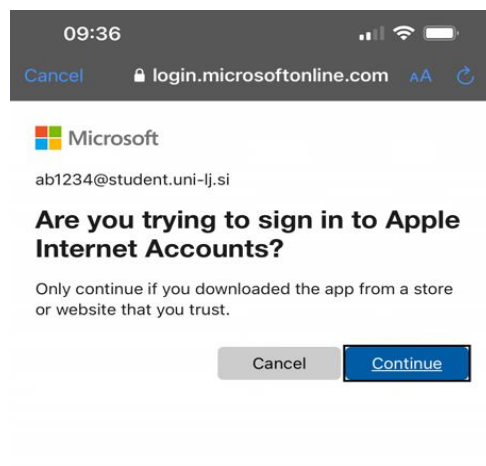 09:36
Cancel login.microsoftonline.com AA
Microsoft
ab1234@student.uni-lj.si
Are you trying to sign in to Apple
Internet Accounts?
Only continue if you downloaded the app from a store
or website that you trust.
Cancel Continue